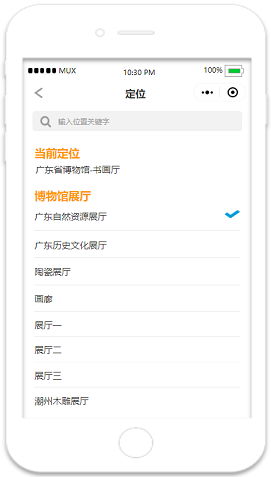 MUX 10:30 PM 100%
定位
输入位置关键字
当前定位
广东省博物馆-书画厅
博物馆展厅
广东自然资源展厅
广东历史文化展厅
陶瓷展厅
画廊
展厅一
展厅二
展厅三
潮州木雕展厅